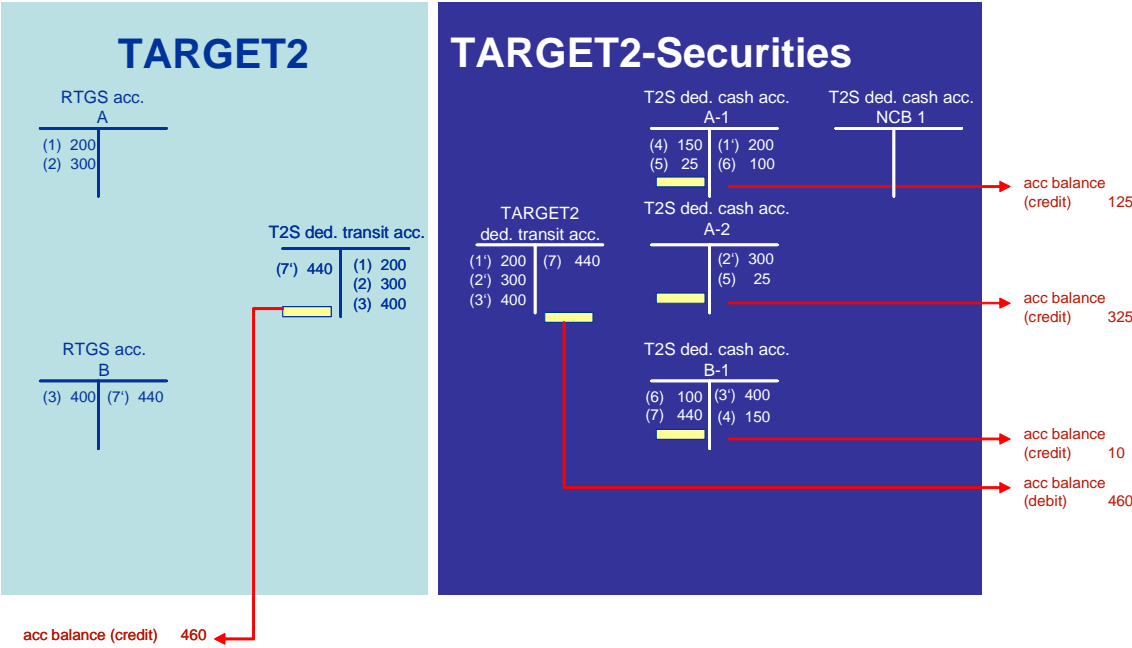 TARGET2
RTGS acc.
A
(1) 200
(2) 300
T2S ded. transit acc.
(7‘) 440 (1) 200
(2) 300
(3) 400
RTGS acc.
B
(3) 400 (7‘) 440
acc balance (credit) 460
TARGET2-Securities
T2S ded. cash acc.
A-1
(4) 150 (1‘) 200
(5) 25 (6) 100
T2S ded. cash acc.
NCB 1
acc balance
(credit) 125
TARGET2
ded. transit acc.
(1‘) 200 (7) 440
(2‘) 300
(3‘) 400
T2S ded. cash acc.
A-2
(2‘) 300
(5) 25
acc balance
(credit) 325
T2S ded. cash acc.
B-1
(6) 100 (3‘) 400
(7) 440 (4) 150
acc balance
(credit) 10
acc balance
(debit) 460